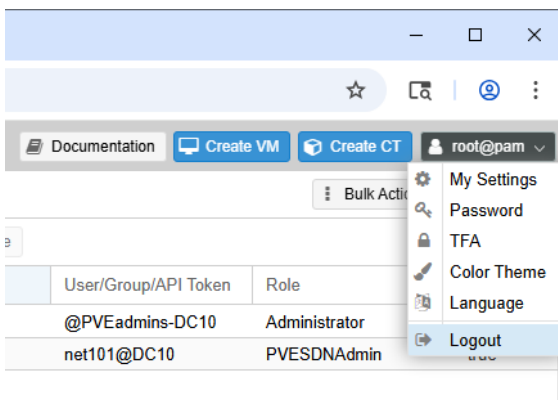 Documentation Create VM Create CT root@pam
Bulk Actio
My Settings
Password
e
TFA
Color Theme
User/Group/API Token Role
Language
@PVEadmins-DC10 Administrator
Logout
net101@DC10 PVESDNAdmin true